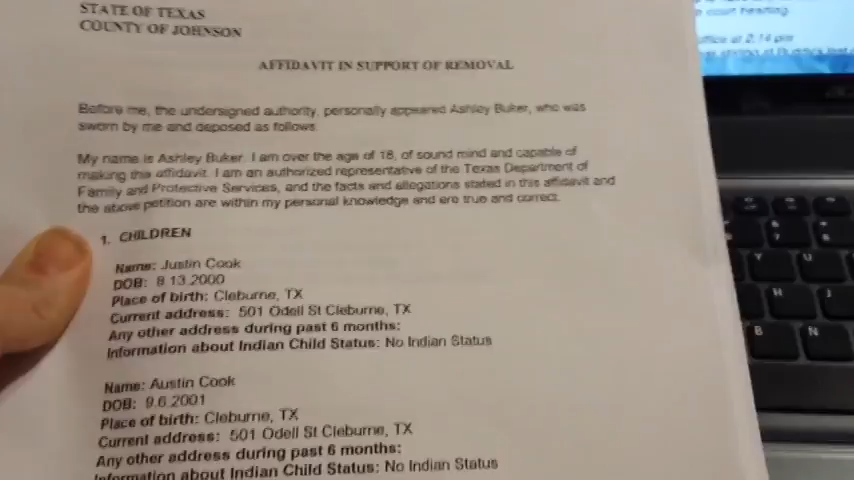 STATE OF TEXAS
COUNTY OF JOHNSON
AFFIDAVIT IN SUPPORT OF REMOVAL
Before me, the undersigned authority, personally appeared Ashley Buker, who was
sworn by me and deposed as follows
My name is Ashley Buker. I am over the age of 18, of sound mind and capable of
making this affidavit. I am an authorized representative of the Texas Department of
Family and Protective Services, and the facts and allegations stated in this affidavit and
the above petition are within my personal knowledge and are true and correct.
1. CHILDREN
Name: Justin Cook
DOB: 8.13.2000
Place of birth: Cleburne, TX
Current address: 501 Odell St Cleburne, TX
Any other address during past 6 months:
Information about Indian Child Status: No Indian Status
Name: Austin Cook
DOB: 9.6.2001
Place of birth: Cleburne, TX
Current address: 501 Odell St Cleburne, TX
Any other address during past 6 months:
Information about Indian Child Status: No Indian Status
court hearing.
office at 2:14 pm
Y
U
H
J
B
N